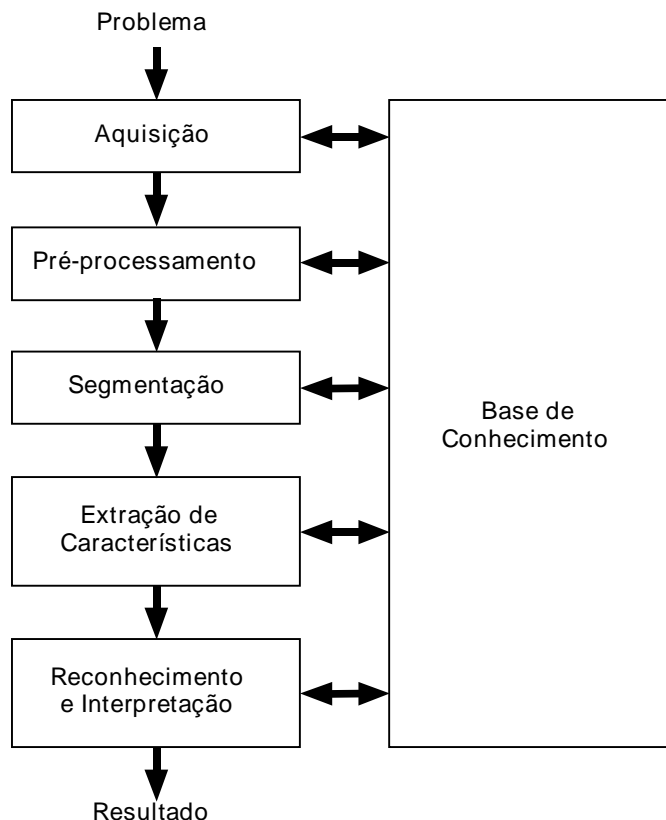 Problema
Aquisição
Pré-processamento
Segmentação
Extração de
Características
Reconhecimento
e Interpretação
Resultado
Base de
Conhecimento